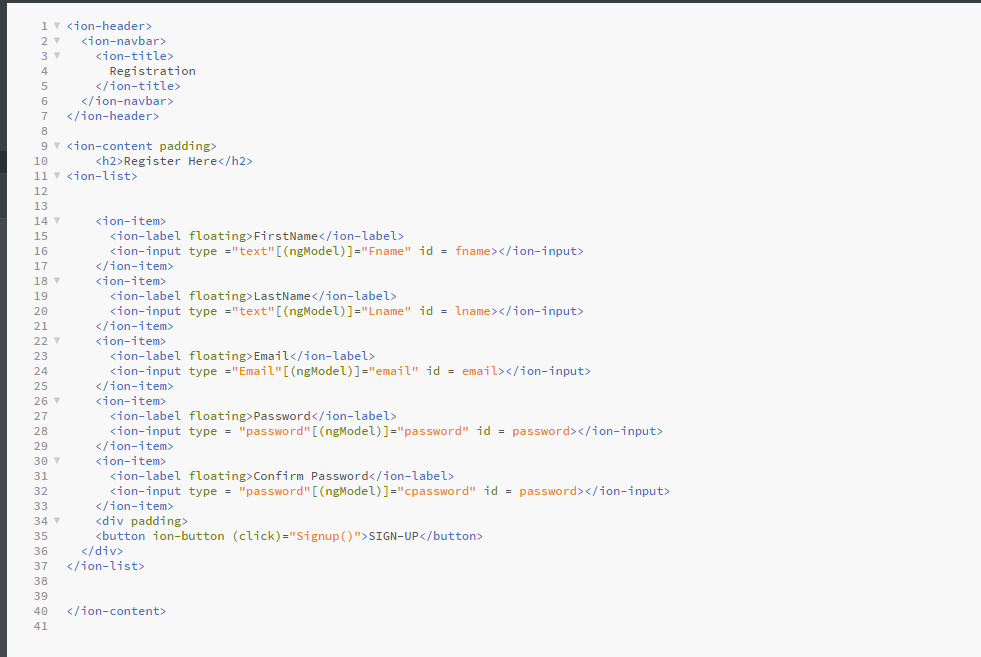 1 <ion-header>
2   <ion-navbar>
3     <ion-title>
4       Registration
5     </ion-title>
6   </ion-navbar>
7 </ion-header>
8
9 <ion-content padding>
10     <h2>Register Here</h2>
11 <ion-list>
12
13
14     <ion-item>
15       <ion-label floating>FirstName</ion-label>
16       <ion-input type ="text"[(ngModel)]="Fname" id = fname></ion-input>
17     </ion-item>
18     <ion-item>
19       <ion-label floating>LastName</ion-label>
20       <ion-input type ="text"[(ngModel)]="Lname" id = lname></ion-input>
21     </ion-item>
22     <ion-item>
23       <ion-label floating>Email</ion-label>
24       <ion-input type ="Email"[(ngModel)]="email" id = email></ion-input>
25     </ion-item>
26     <ion-item>
27       <ion-label floating>Password</ion-label>
28       <ion-input type = "password"[(ngModel)]="password" id = password></ion-input>
29     </ion-item>
30     <ion-item>
31       <ion-label floating>Confirm Password</ion-label>
32       <ion-input type = "password"[(ngModel)]="cpassword" id = password></ion-input>
33     </ion-item>
34     <div padding>
35     <button ion-button (click)="Signup()">SIGN-UP</button>
36   </div>
37 </ion-list>
38
39
40 </ion-content>
41